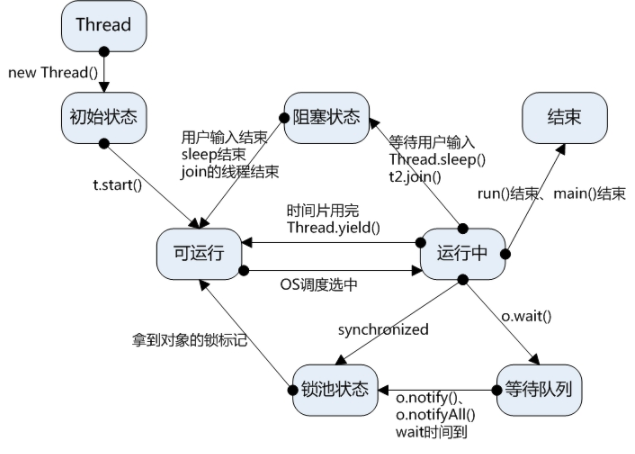 Thread
new Thread()
初始状态
阻塞状态
结束
用户输入结束
sleep结束
join的线程结束
等待用户输入
Thread.sleep()
t2.join()
t.start()
run()结束、main()结束
时间片用完
Thread.yield()
可运行
运行中
OS调度选中
o.wait()
synchronized
拿到对象的锁标记
锁池状态
等待队列
o.notify()、
o.notifyAll()
wait时间到